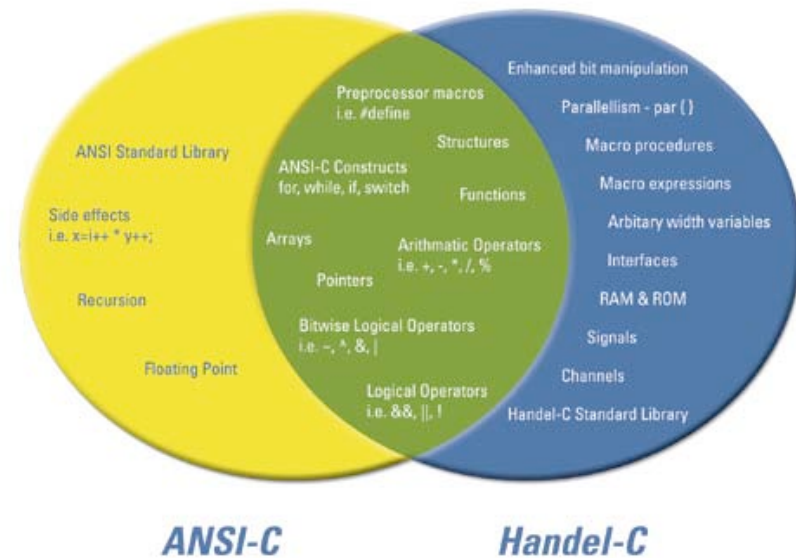 ANSI Standard Library
Side effects
i.e. x=i++ * y++;
Recursion
Floating Point
Preprocessor macros
i.e. #define
Structures
ANSI-C Constructs
for, while, if, switch
Functions
Arrays
Arithmatic Operators
i.e. +, -, *, /, %
Pointers
Bitwise Logical Operators
i.e. ~, ^, &, |
Logical Operators
i.e. &&, ||, !
Enhanced bit manipulation
Parallellism - par { }
Macro procedures
Macro expressions
Arbitary width variables
Interfaces
RAM & ROM
Signals
Channels
Handel-C Standard Library
ANSI-C
Handel-C